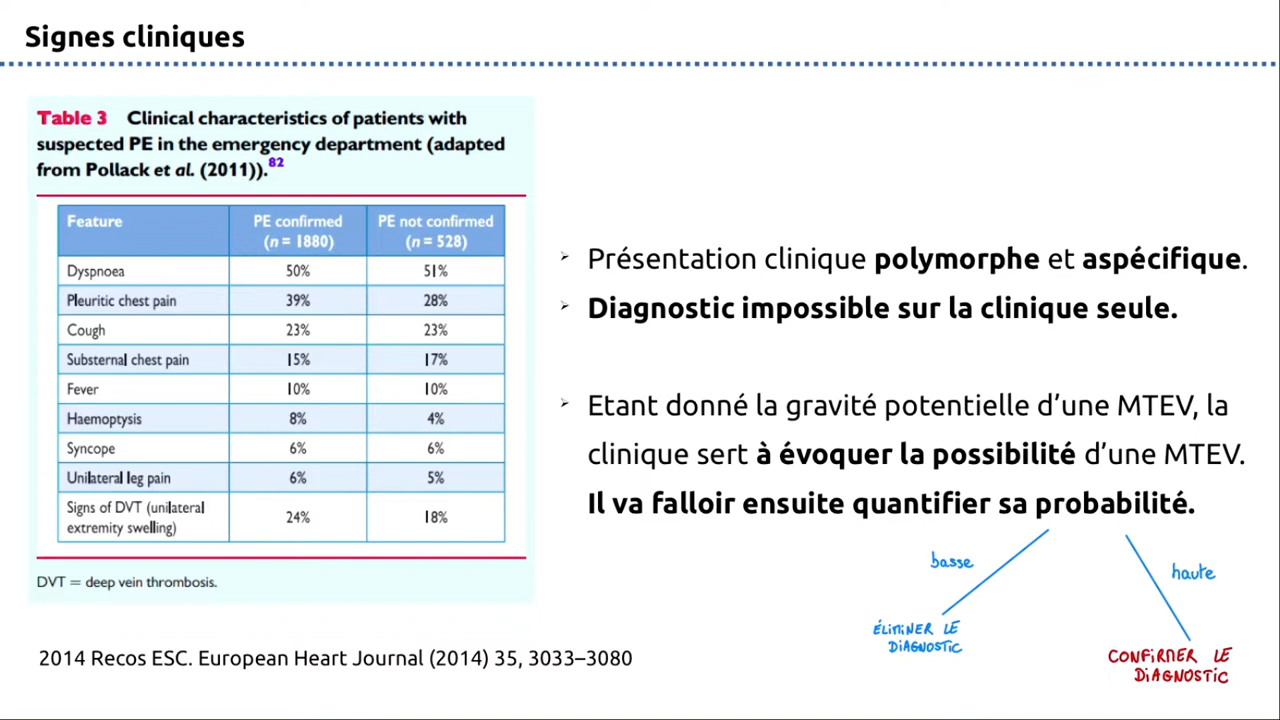 Signes cliniques
Table 3 Clinical characteristics of patients with
suspected PE in the emergency department (adapted
from Pollack et al. (2011)).82
Feature PE confirmed (n = 1880) PE not confirmed (n = 528)
Dyspnoea 50% 51%
Pleuritic chest pain 39% 28%
Cough 23% 23%
Substernal chest pain 15% 17%
Fever 10% 10%
Haemoptysis 8% 4%
Syncope 6% 6%
Unilateral leg pain 6% 5%
Signs of DVT (unilateral extremity swelling) 24% 18%
DVT = deep vein thrombosis.
2014 Recos ESC. European Heart Journal (2014) 35, 3033–3080
Présentation clinique polymorphe et aspécifique.
Diagnostic impossible sur la clinique seule.
Etant donné la gravité potentielle d’une MTEV, la
clinique sert à évoquer la possibilité d’une MTEV.
Il va falloir ensuite quantifier sa probabilité.
basse
haute
ÉLIMINER LE
DIAGNOSTIC
CONFIRMER LE
DIAGNOSTIC